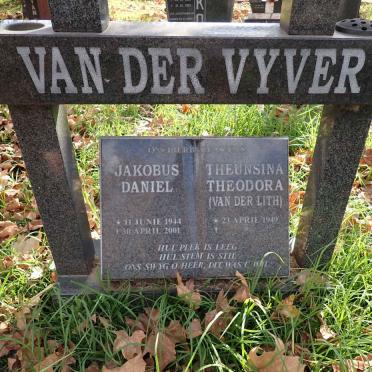 VAN DER VYVER
JAKOBUS
DANIEL
* 11 JUNIE 1944
† 30 APRIL 2001
THEUNSINA
THEODORA
(VAN DER LITH)
* 23 APRIL 1949
†
HUL PLEK IS LEEG
HUL STEM IS STIL
ONS SWYG O HEER, DIT WAS U WIL